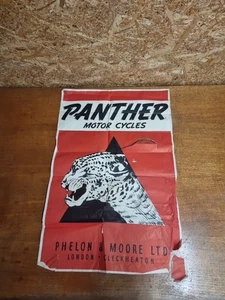 PANTHER
MOTOR CYCLES
PHELON & MOORE LTD
LONDON - CLECKHEATON